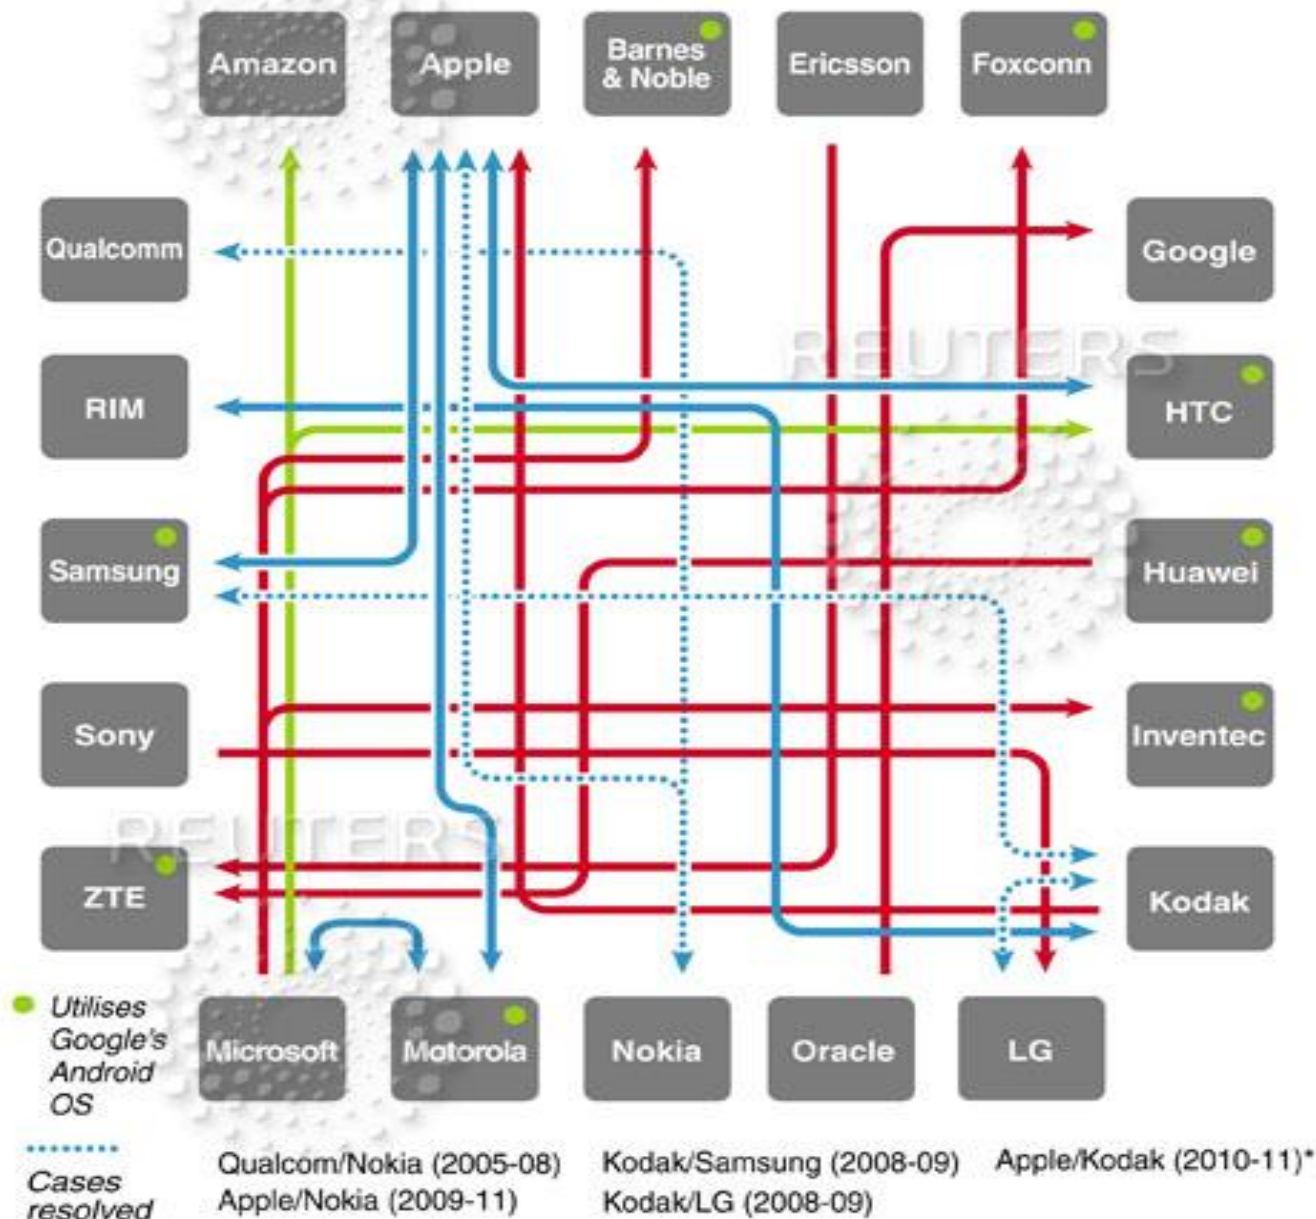 Amazon
Apple
Barnes
& Noble
Ericsson
Foxconn
Qualcomm
Google
REUTERS
RIM
HTC
Samsung
Huawei
Sony
Inventec
REUTERS
ZTE
Kodak
Microsoft
Motorola
Nokia
Oracle
LG
Utilises
Google's
Android
OS
Cases
resolved
Qualcom/Nokia (2005-08)
Apple/Nokia (2009-11)
Kodak/Samsung (2008-09)
Kodak/LG (2008-09)
Apple/Kodak (2010-11)*